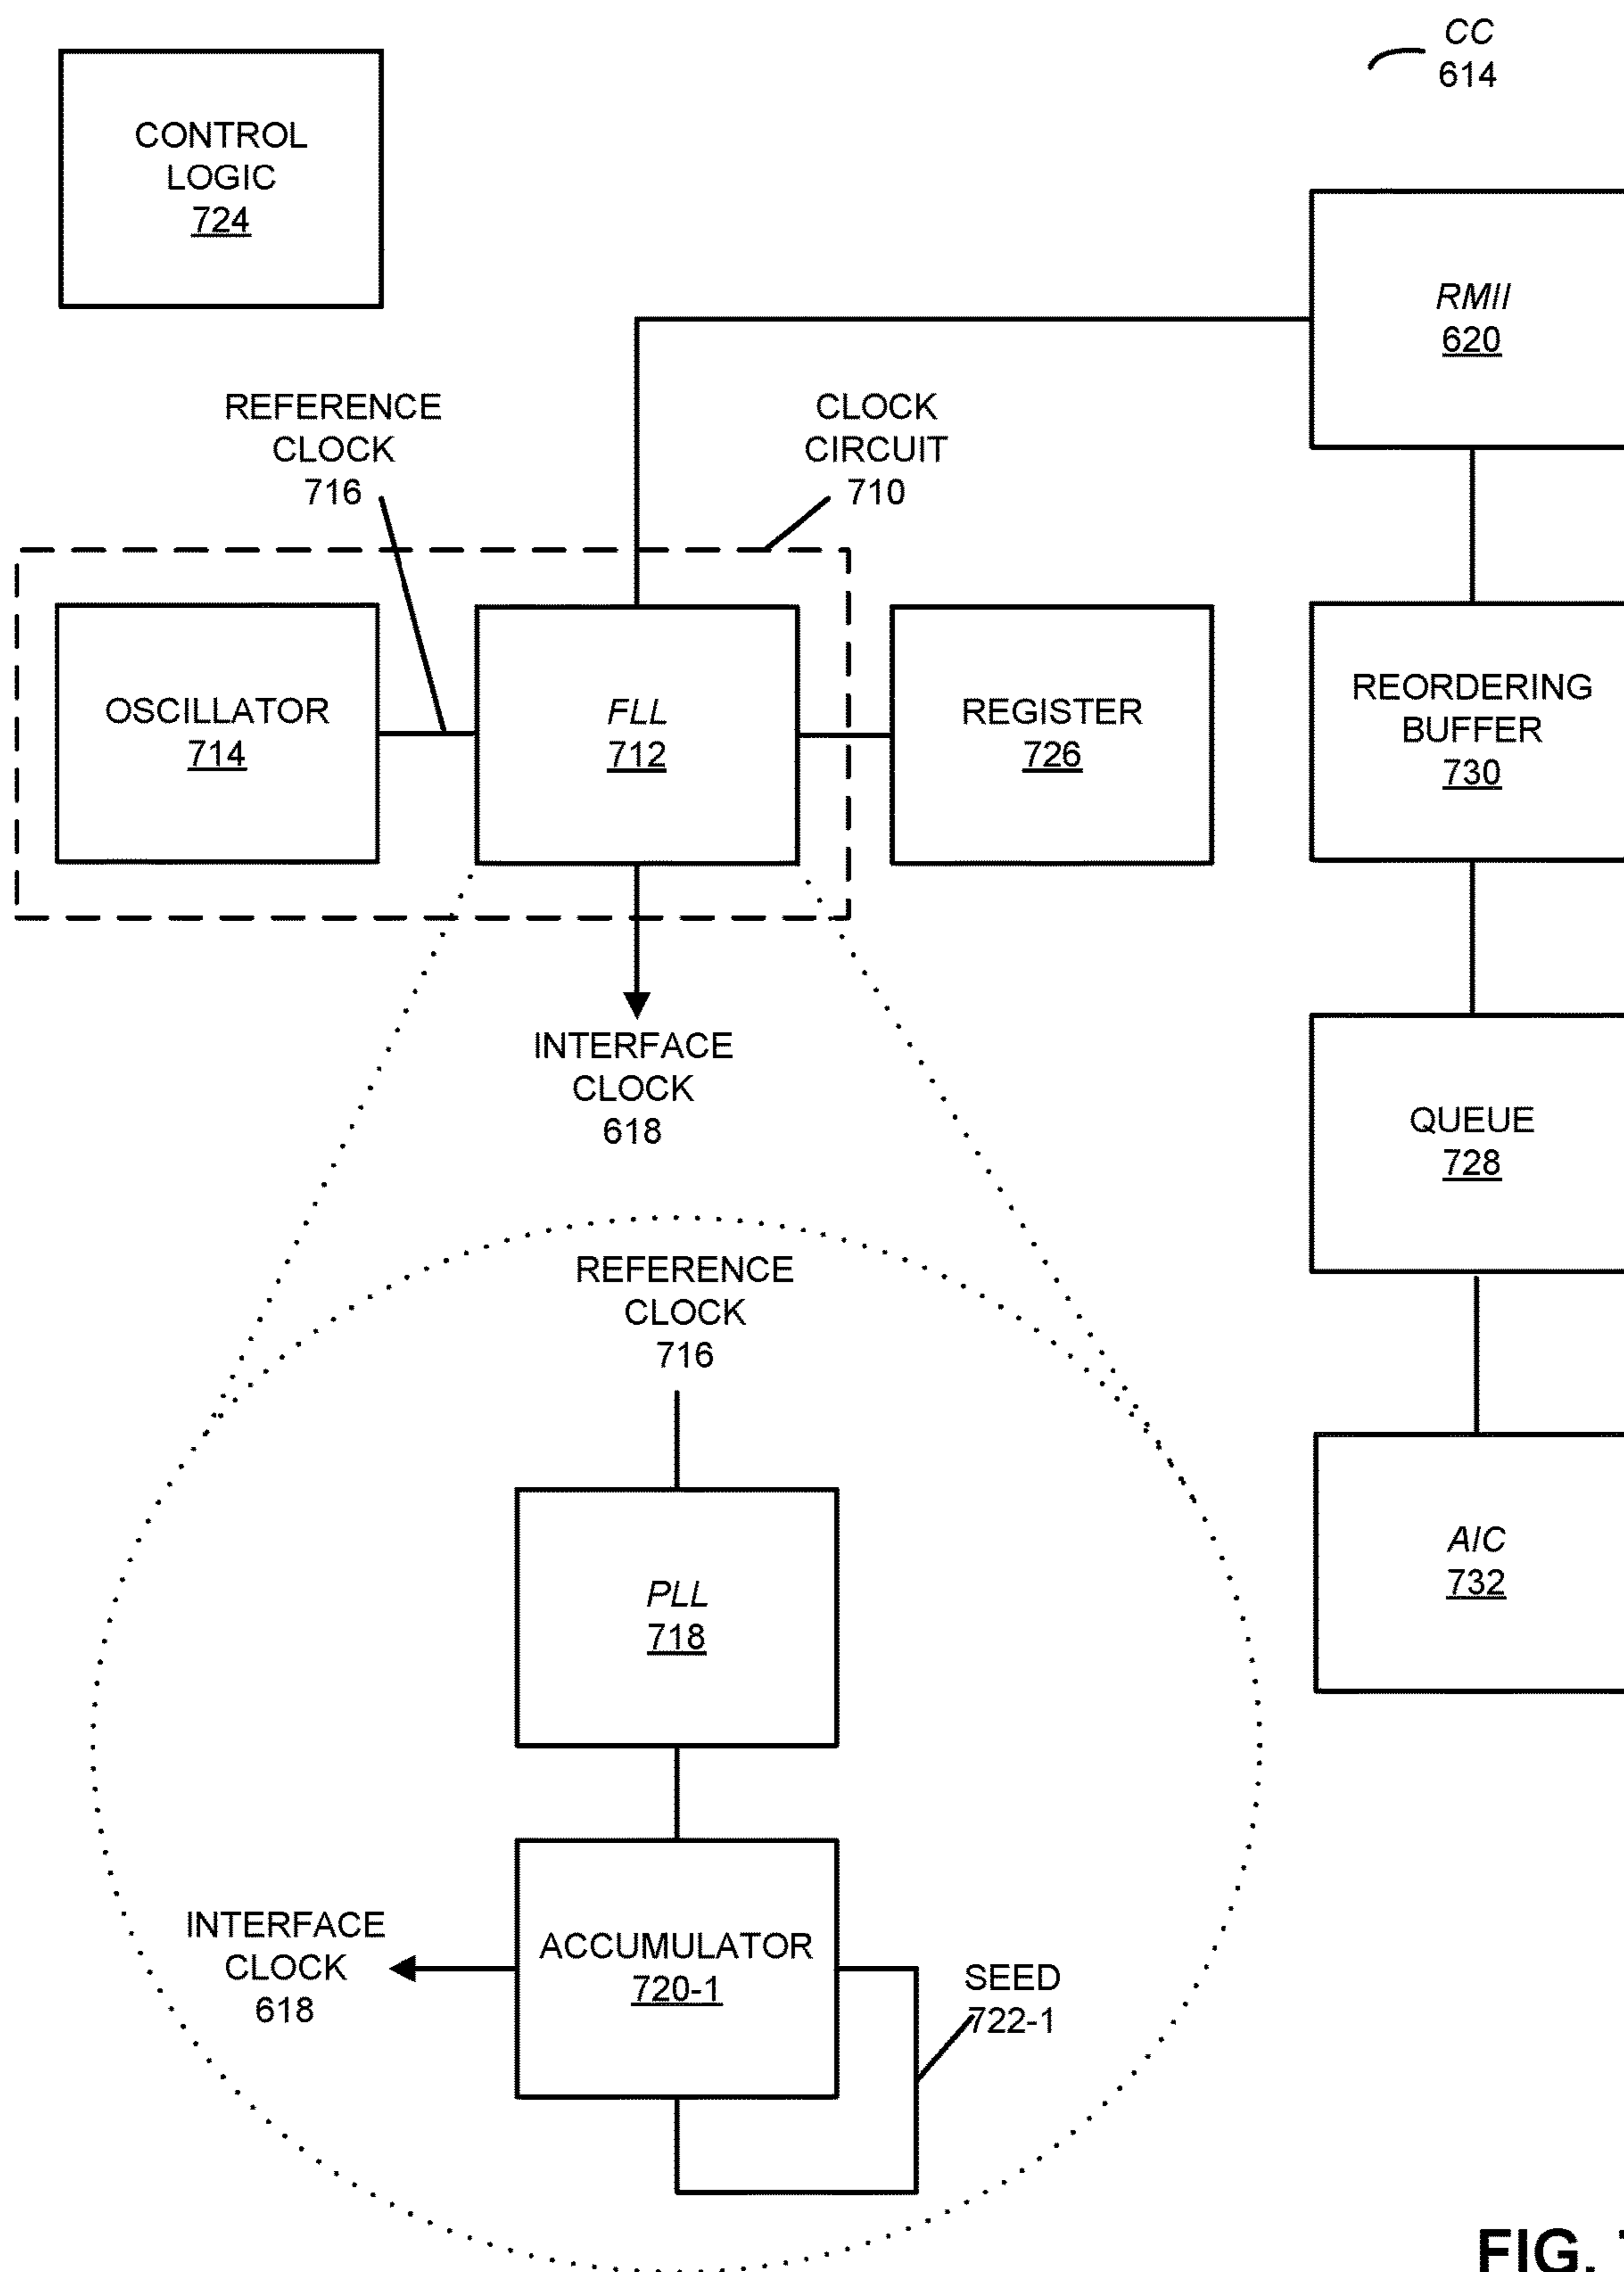 CC
614
CONTROL
LOGIC
724
RMII
620
REFERENCE
CLOCK
716
CLOCK
CIRCUIT
710
OSCILLATOR
714
FLL
712
REGISTER
726
REORDERING
BUFFER
730
INTERFACE
CLOCK
618
QUEUE
728
REFERENCE
CLOCK
716
AIC
732
PLL
718
INTERFACE
CLOCK
618
ACCUMULATOR
720-1
SEED
722-1
FIG.